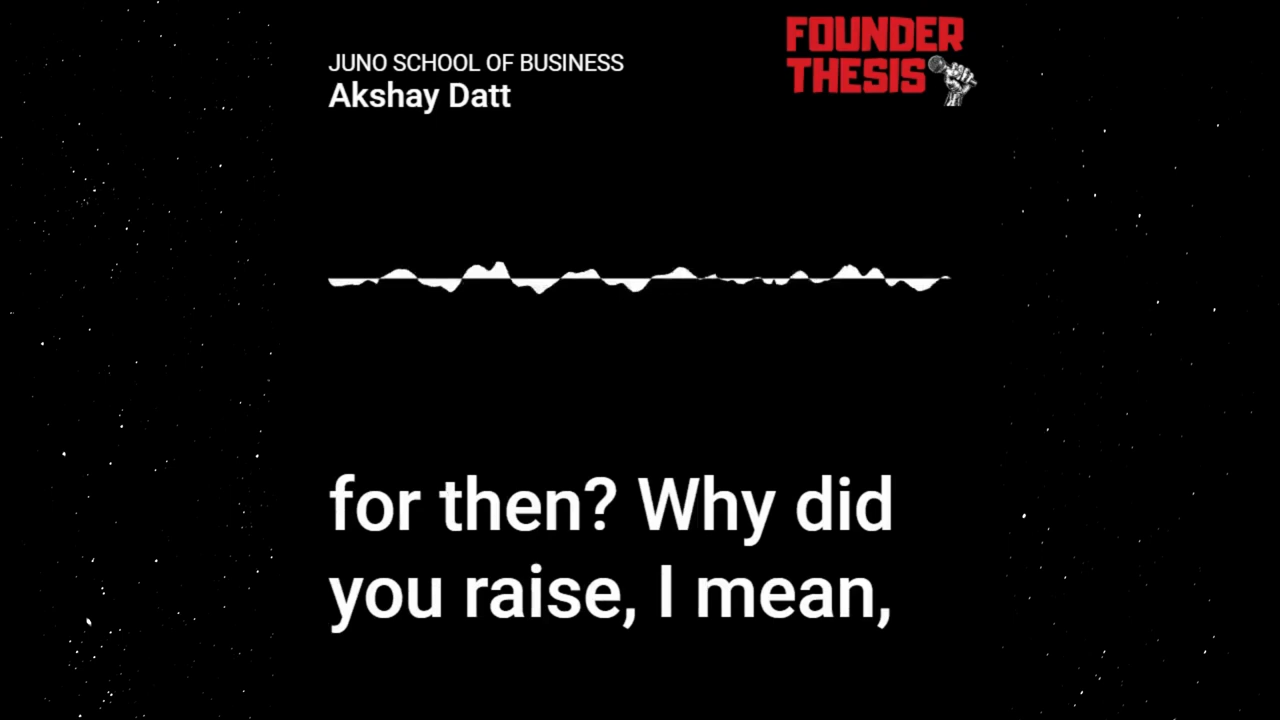 JUNO SCHOOL OF BUSINESS
Akshay Datt
FOUNDER
THESIS
for then? Why did
you raise, I mean,